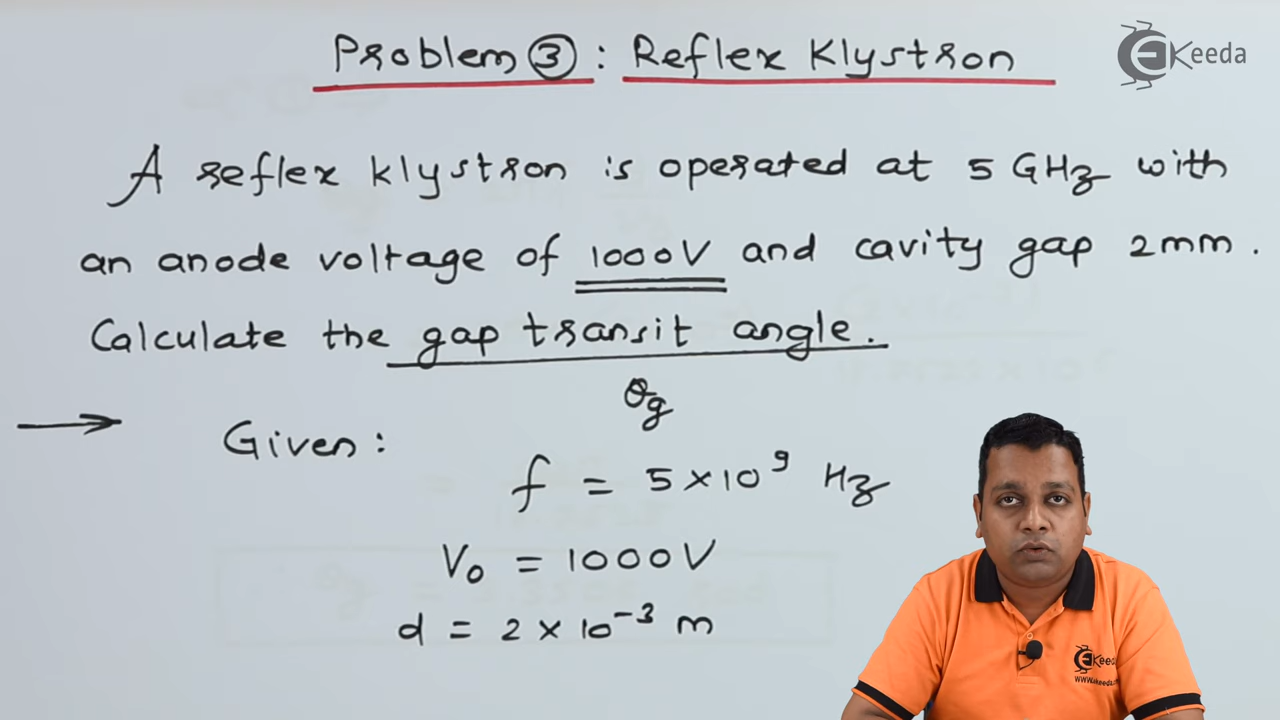 Problem ③ : Reflex Klystron
EKeeda
A reflex klystron is operated at 5 GHz with
an anode voltage of 1000V and cavity gap 2mm.
Calculate the gap transit angle.
θg
Given:
f = 5×10⁹ Hz
V₀ = 1000V
d = 2 × 10⁻³ m
EKeeda